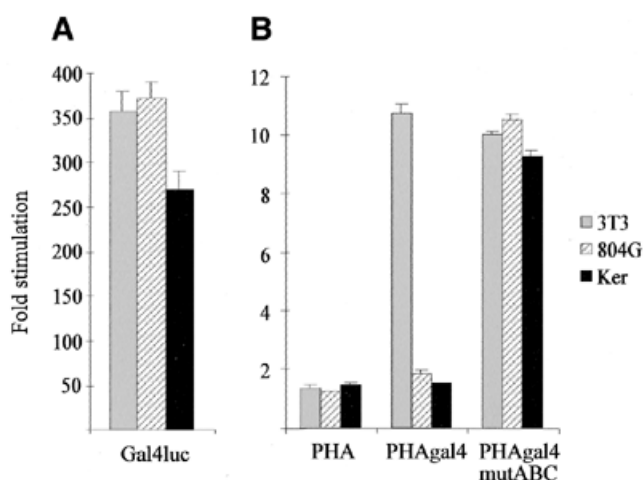 A
B
Fold stimulation
400
350
300
250
200
150
100
50
Gal4luc
12
10
8
6
4
2
PHA
PHAgal4
PHAgal4
mutABC
3T3
804G
Ker